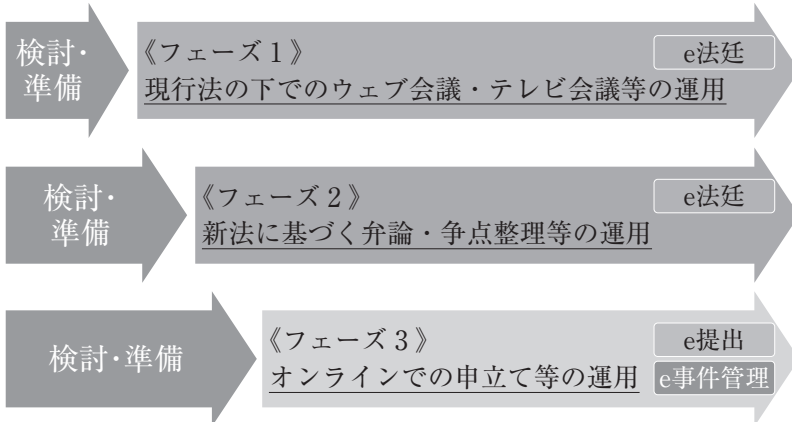 検討・
準備
《フェーズ1》
e法廷
現行法の下でのウェブ会議・テレビ会議等の運用
検討・
準備
《フェーズ2》
e法廷
新法に基づく弁論・争点整理等の運用
検討・準備
《フェーズ3》
e提出
オンラインでの申立て等の運用
e事件管理